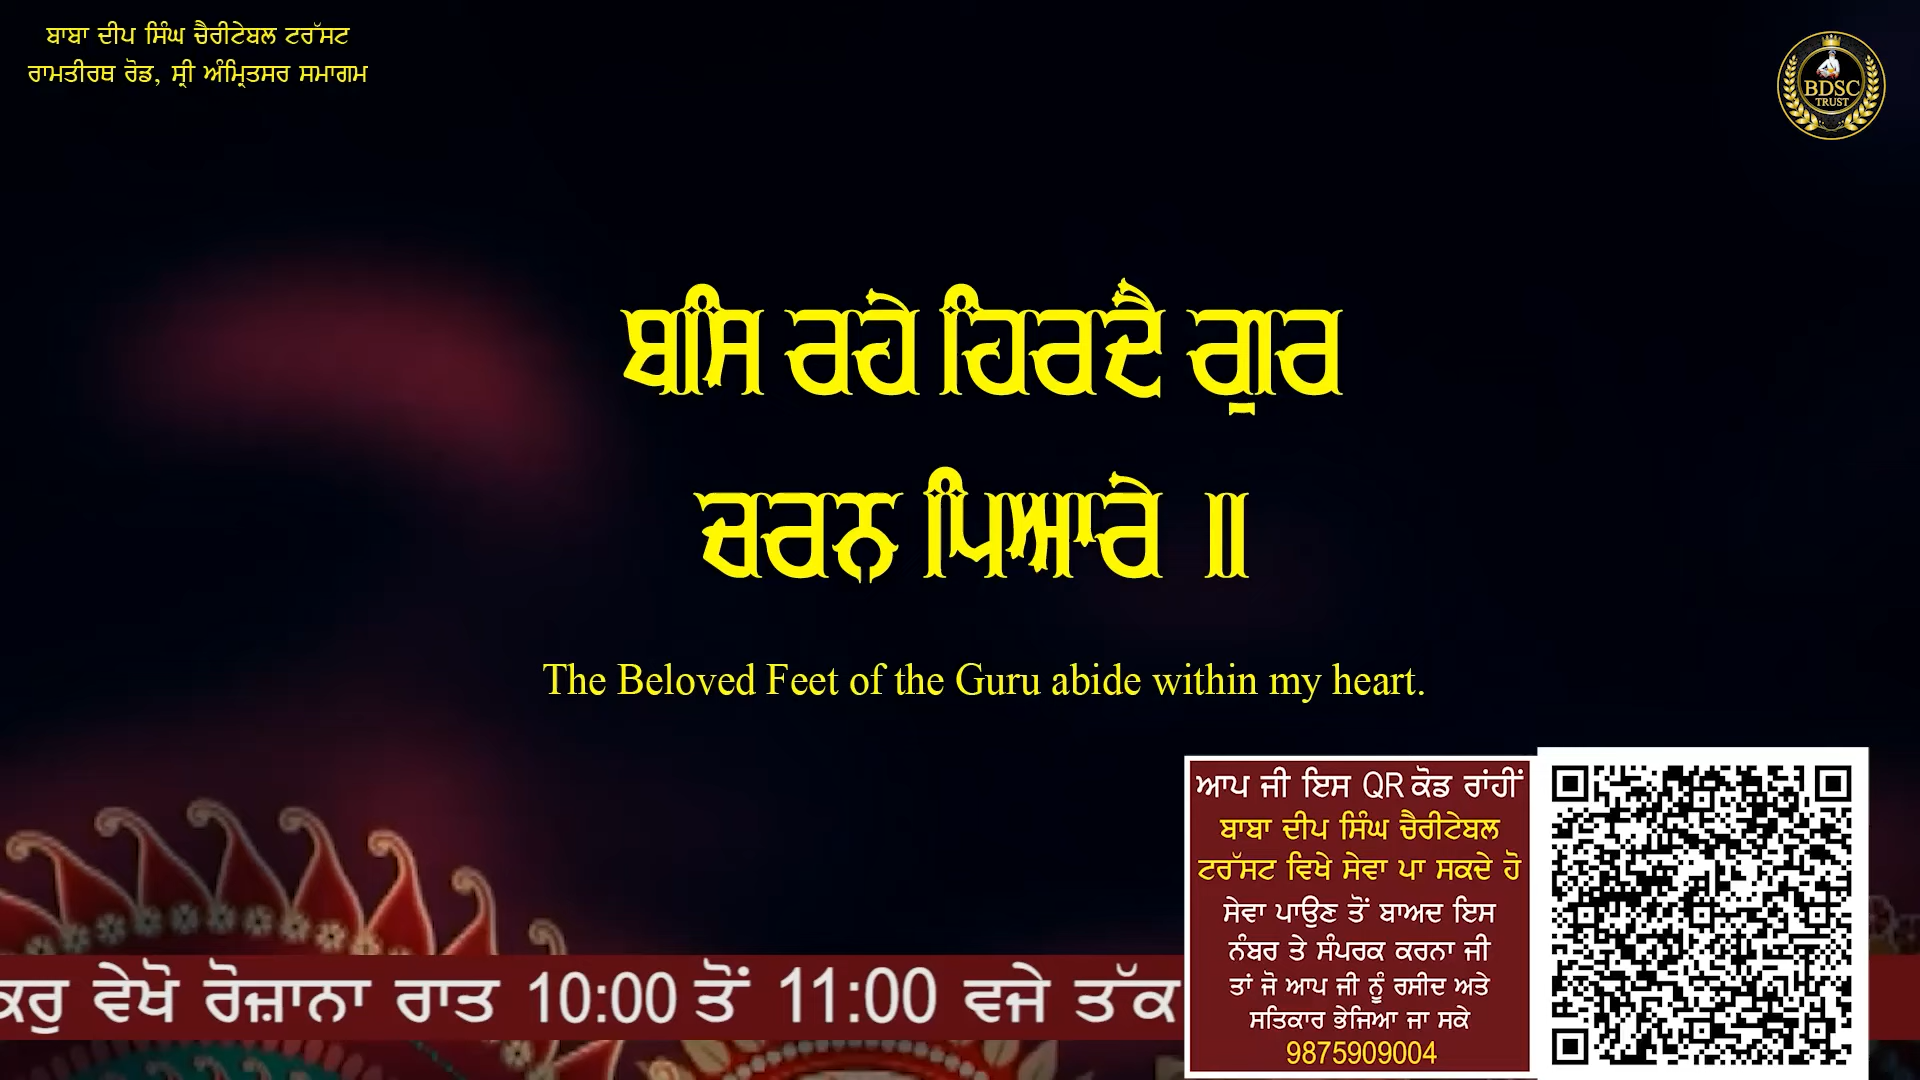 ਬਾਬਾ ਦੀਪ ਸਿੰਘ ਚੈਰੀਟੇਬਲ ਟਰੱਸਟ
ਰਾਮਤੀਰਥ ਰੋਡ, ਸ੍ਰੀ ਅੰਮ੍ਰਿਤਸਰ ਸਮਾਗਮ
BDSC
TRUST
ਬਸਿ ਰਹੇ ਹਿਰਦੈ ਗੁਰ
ਚਰਨ ਪਿਆਰੇ ॥
The Beloved Feet of the Guru abide within my heart.
ਆਪ ਜੀ ਇਸ QR ਕੋਡ ਰਾਂਹੀਂ
ਬਾਬਾ ਦੀਪ ਸਿੰਘ ਚੈਰੀਟੇਬਲ
ਟਰੱਸਟ ਵਿਖੇ ਸੇਵਾ ਪਾ ਸਕਦੇ ਹੋ
ਸੇਵਾ ਪਾਉਣ ਤੋਂ ਬਾਅਦ ਇਸ
ਨੰਬਰ ਤੇ ਸੰਪਰਕ ਕਰਨਾ ਜੀ
ਤਾਂ ਜੋ ਆਪ ਜੀ ਨੂੰ ਰਸੀਦ ਅਤੇ
ਸਤਿਕਾਰ ਭੇਜਿਆ ਜਾ ਸਕੇ
9875909004
ਕਰੁ ਵੇਖੋ ਰੋਜ਼ਾਨਾ ਰਾਤ 10:00 ਤੋਂ 11:00 ਵਜੇ ਤੱਕ